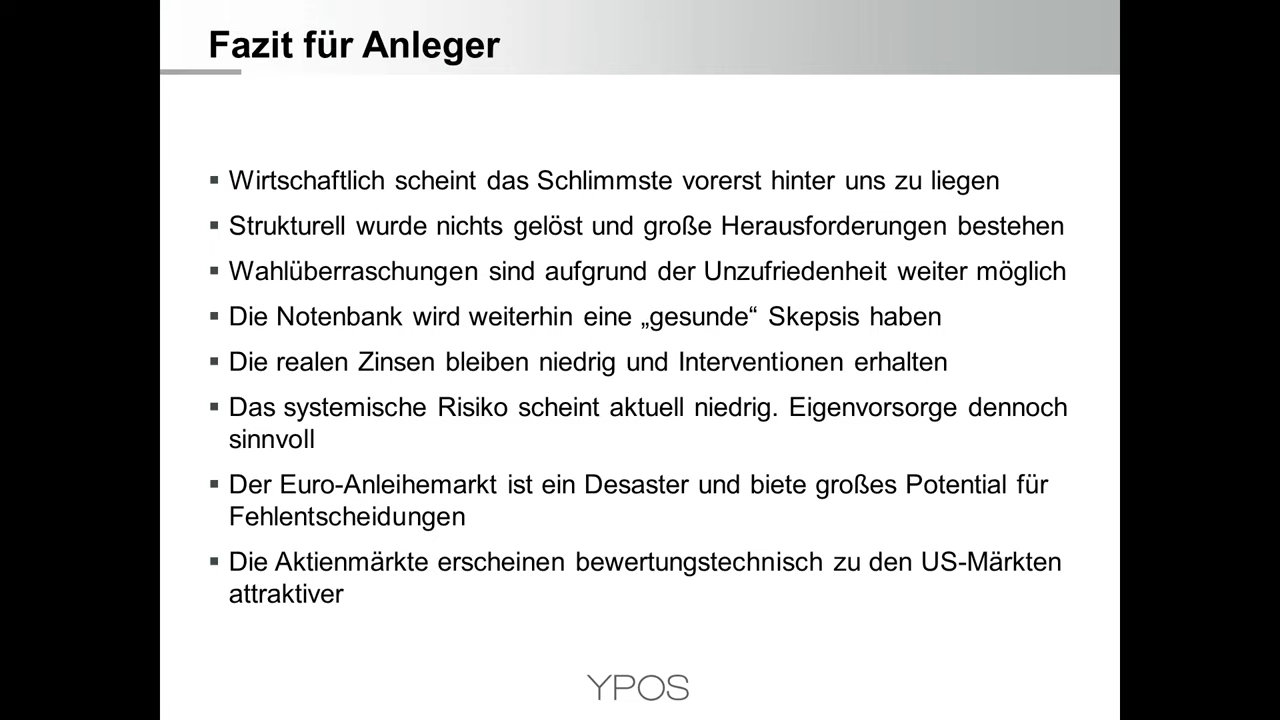 Fazit für Anleger
▪ Wirtschaftlich scheint das Schlimmste vorerst hinter uns zu liegen
▪ Strukturell wurde nichts gelöst und große Herausforderungen bestehen
▪ Wahlüberraschungen sind aufgrund der Unzufriedenheit weiter möglich
▪ Die Notenbank wird weiterhin eine „gesunde“ Skepsis haben
▪ Die realen Zinsen bleiben niedrig und Interventionen erhalten
▪ Das systemische Risiko scheint aktuell niedrig. Eigenvorsorge dennoch
sinnvoll
▪ Der Euro-Anleihemarkt ist ein Desaster und biete großes Potential für
Fehlentscheidungen
▪ Die Aktienmärkte erscheinen bewertungstechnisch zu den US-Märkten
attraktiver
YPOS